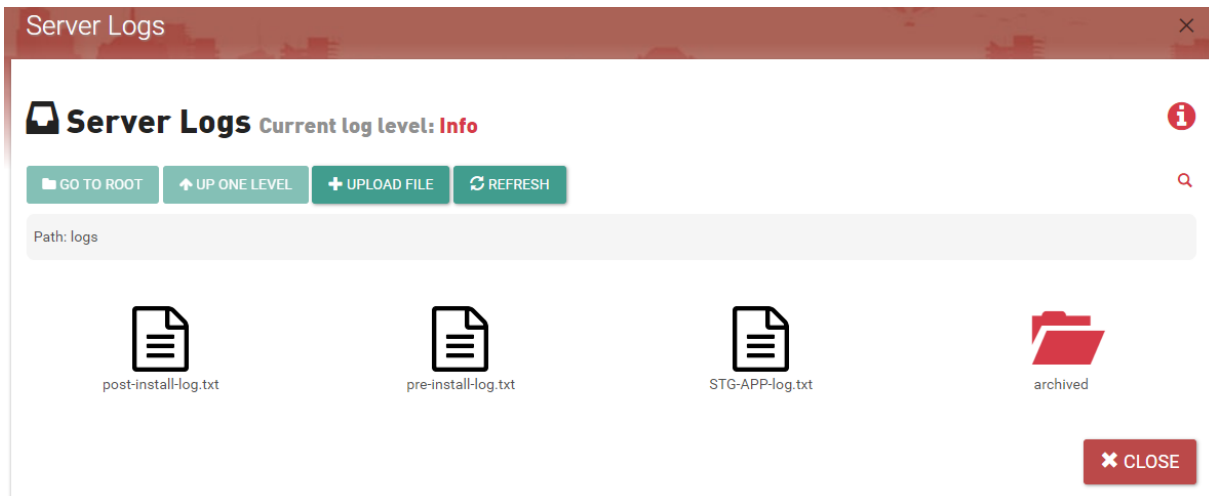 Server Logs
Server Logs Current log level: Info
GO TO ROOT UP ONE LEVEL UPLOAD FILE REFRESH
Path: logs
post-install-log.txt pre-install-log.txt STG-APP-log.txt archived
CLOSE